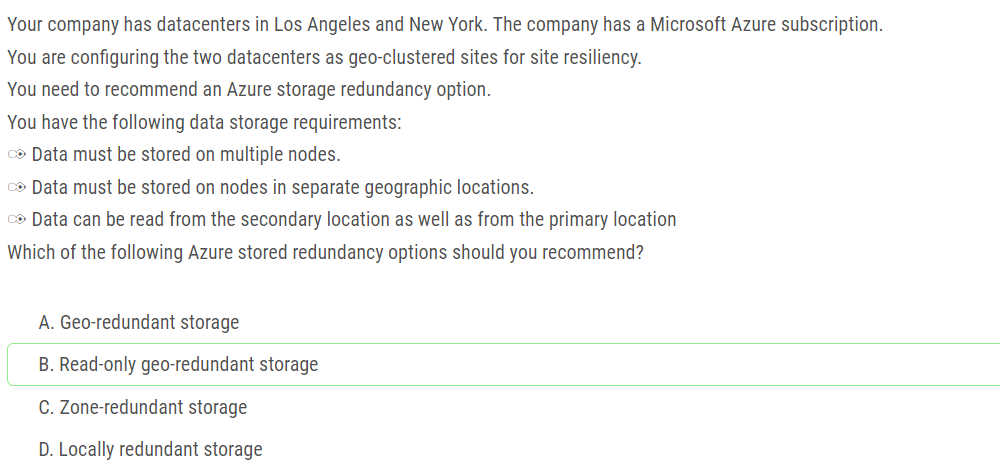 Your company has datacenters in Los Angeles and New York. The company has a Microsoft Azure subscription.
You are configuring the two datacenters as geo-clustered sites for site resiliency.
You need to recommend an Azure storage redundancy option.
You have the following data storage requirements:
Data must be stored on multiple nodes.
Data must be stored on nodes in separate geographic locations.
Data can be read from the secondary location as well as from the primary location
Which of the following Azure stored redundancy options should you recommend?
A. Geo-redundant storage
B. Read-only geo-redundant storage
C. Zone-redundant storage
D. Locally redundant storage